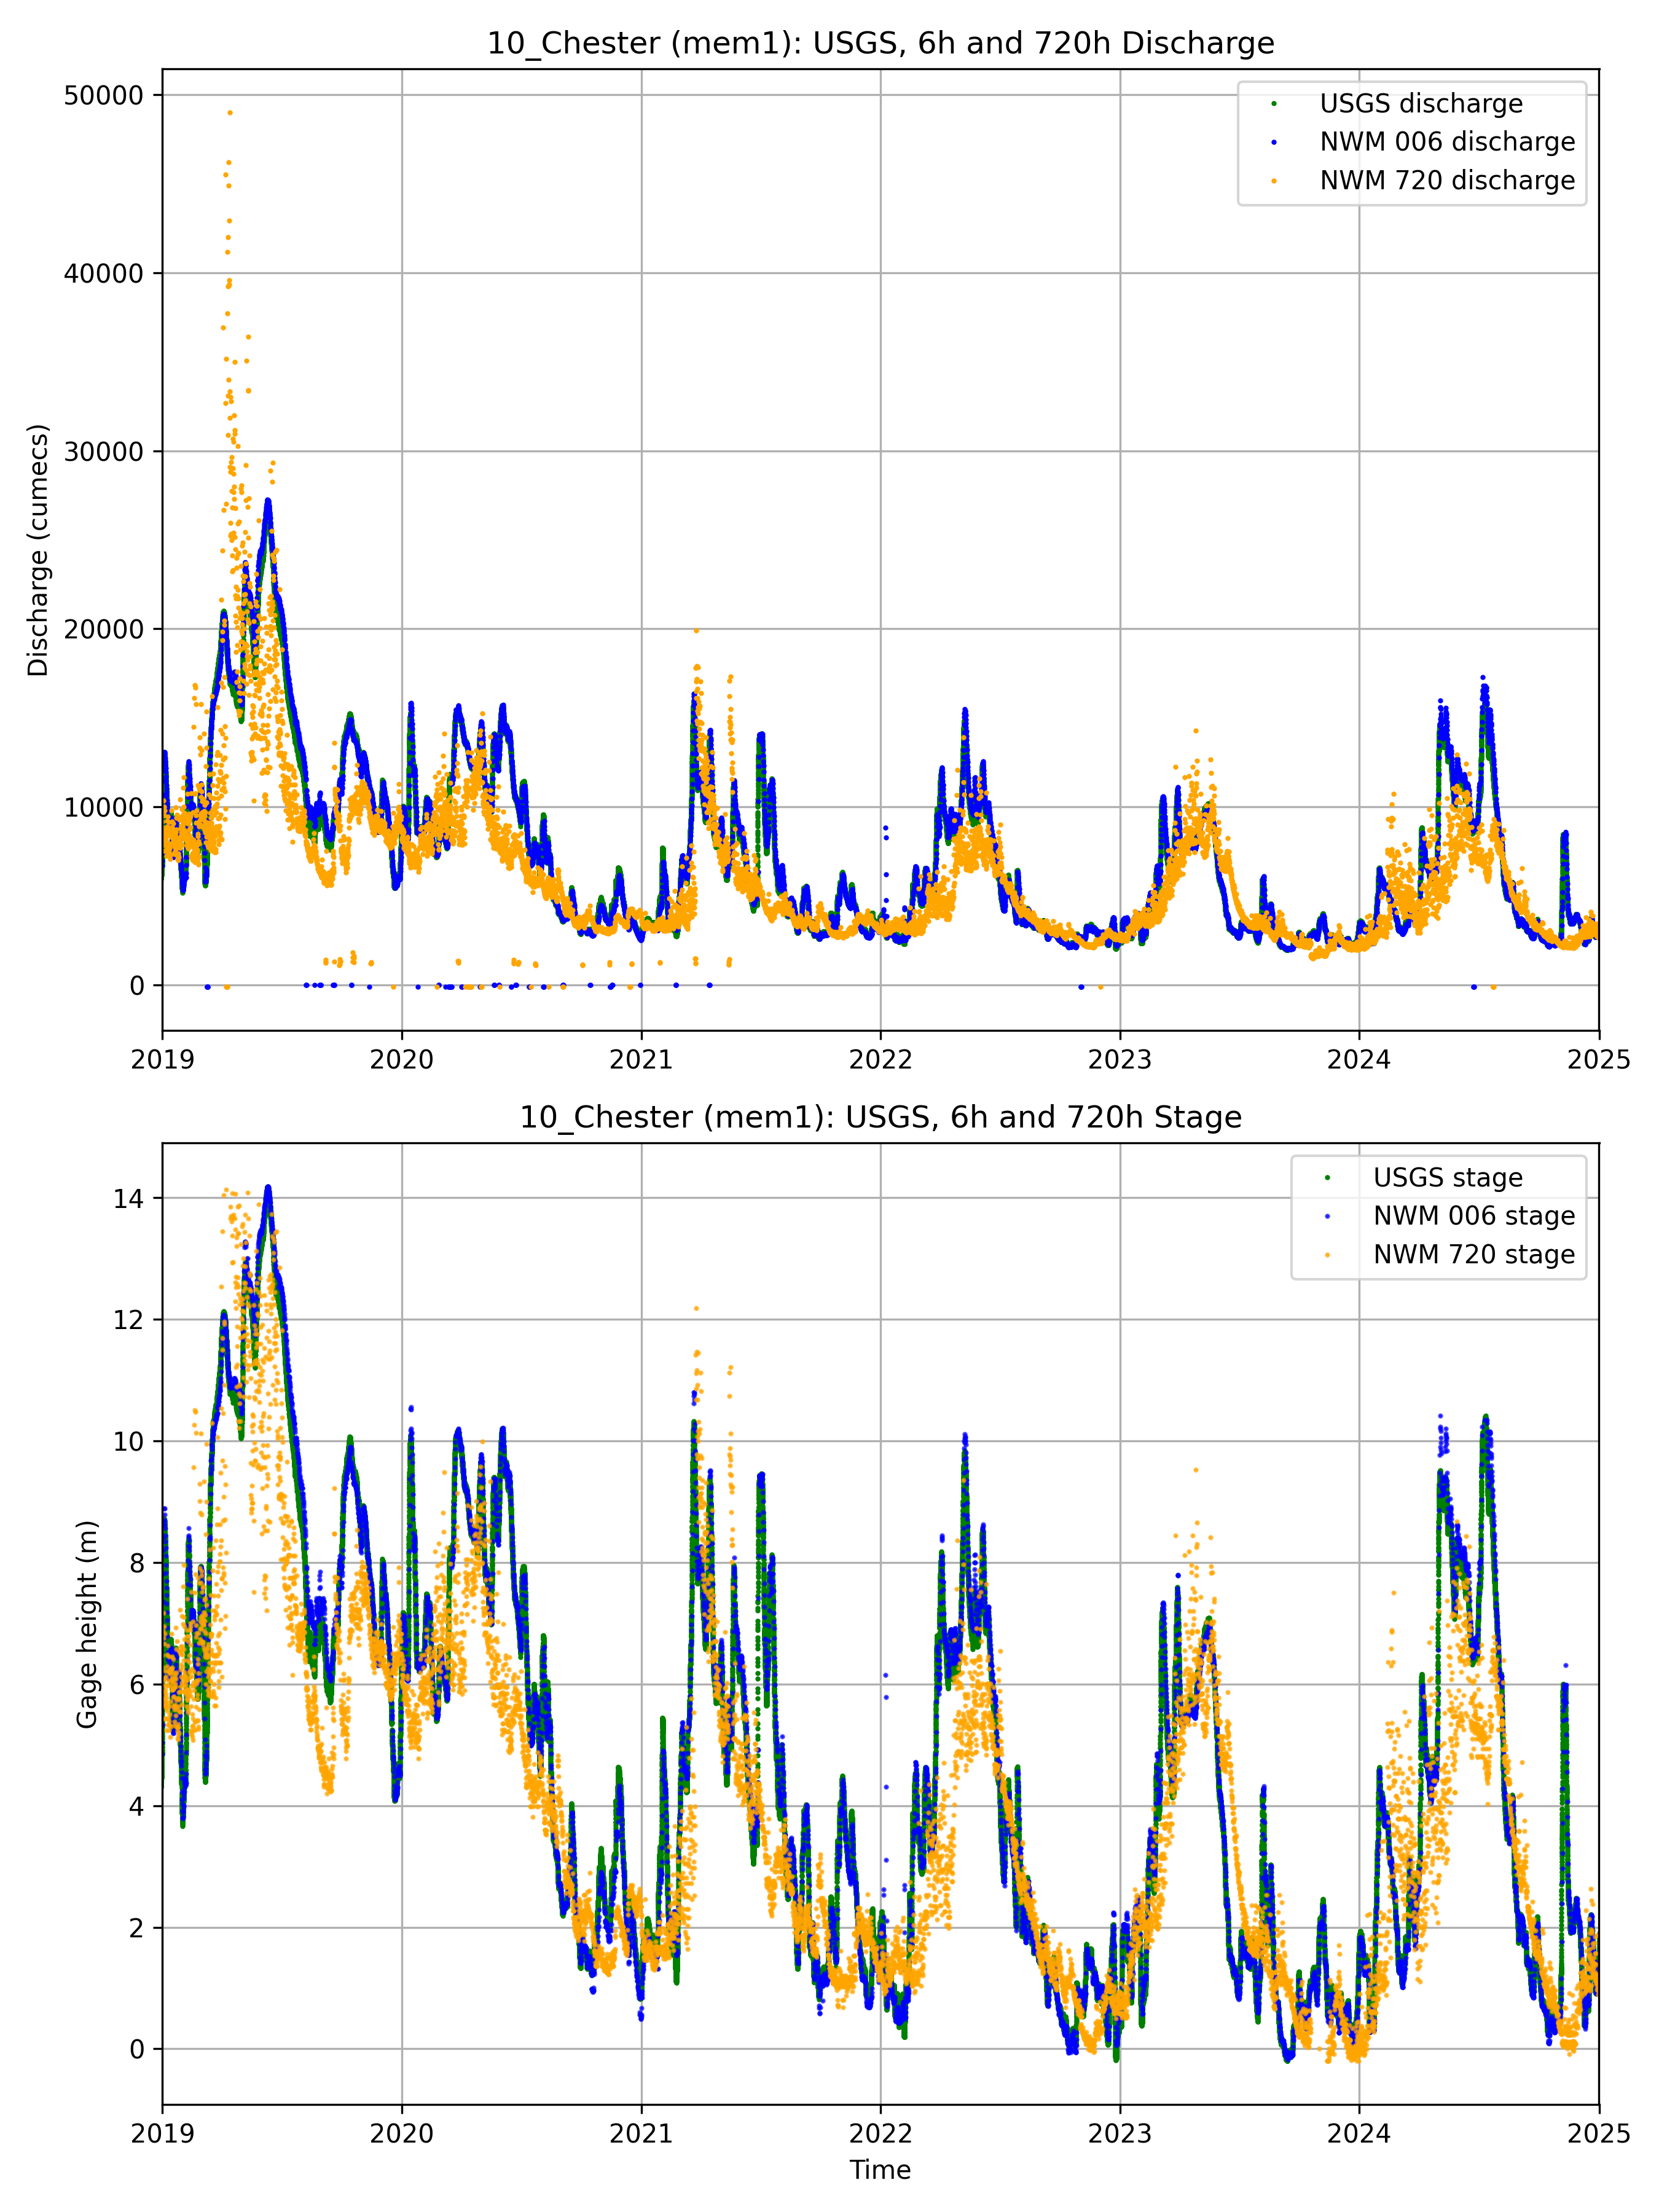 10_Chester (mem1): USGS, 6h and 720h Discharge
Discharge (cumecs)
50000
40000
30000
20000
10000
0
USGS discharge
NWM 006 discharge
NWM 720 discharge
2019 2020 2021 2022 2023 2024 2025
10_Chester (mem1): USGS, 6h and 720h Stage
Gage height (m)
14
12
10
8
6
4
2
0
USGS stage
NWM 006 stage
NWM 720 stage
2019 2020 2021 2022 2023 2024 2025
Time